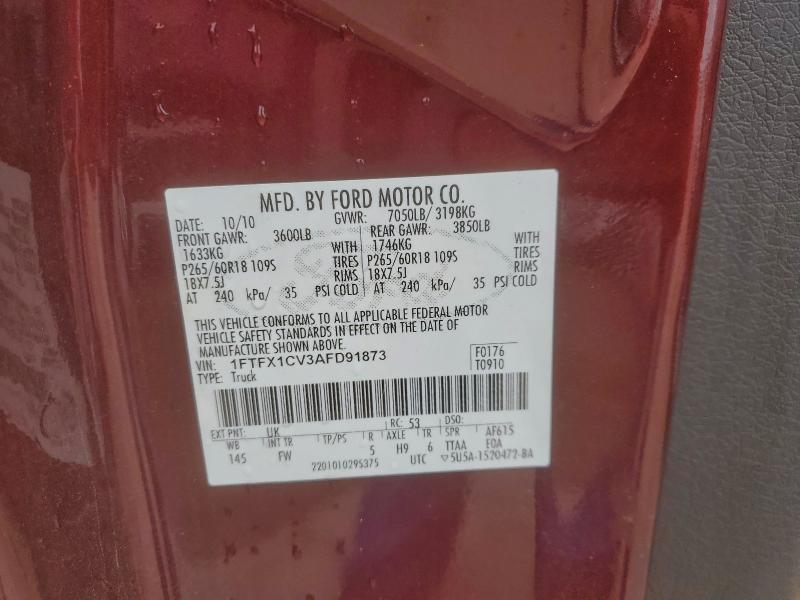 MFD. BY FORD MOTOR CO.
DATE: 10/10 GVWR: 7050LB/ 3198KG
FRONT GAWR: 3600LB REAR GAWR: 3850LB
1633KG WITH 1746KG WITH
P265/60R18 109S TIRES P265/60R18 109S TIRES
18X7.5J RIMS 18X7.5J RIMS
AT 240 kPa/ 35 PSI COLD AT 240 kPa/ 35 PSI COLD
THIS VEHICLE CONFORMS TO ALL APPLICABLE FEDERAL MOTOR
VEHICLE SAFETY STANDARDS IN EFFECT ON THE DATE OF
MANUFACTURE SHOWN ABOVE.
VIN: 1FTFX1CV3AFD91873 F0176
TYPE: Truck T0910
EXT PNT: UK RC: 53 DSO:
WB INT TR TP/PS R AXLE TR SPR AF615
145 FW 5 H9 6 TTAA E0A
2201010295375 UTC ▽5U5A-1520472-BA